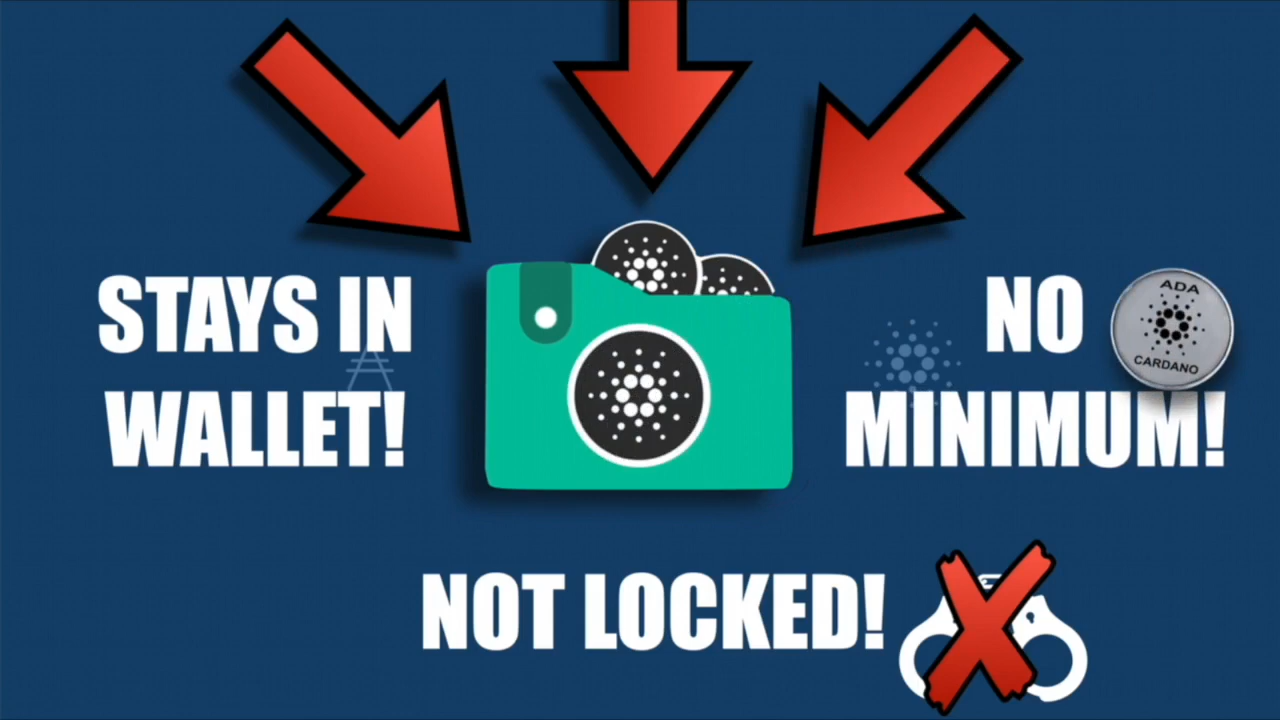 STAYS IN
WALLET!
NO
MINIMUM!
ADA
CARDANO
NOT LOCKED!